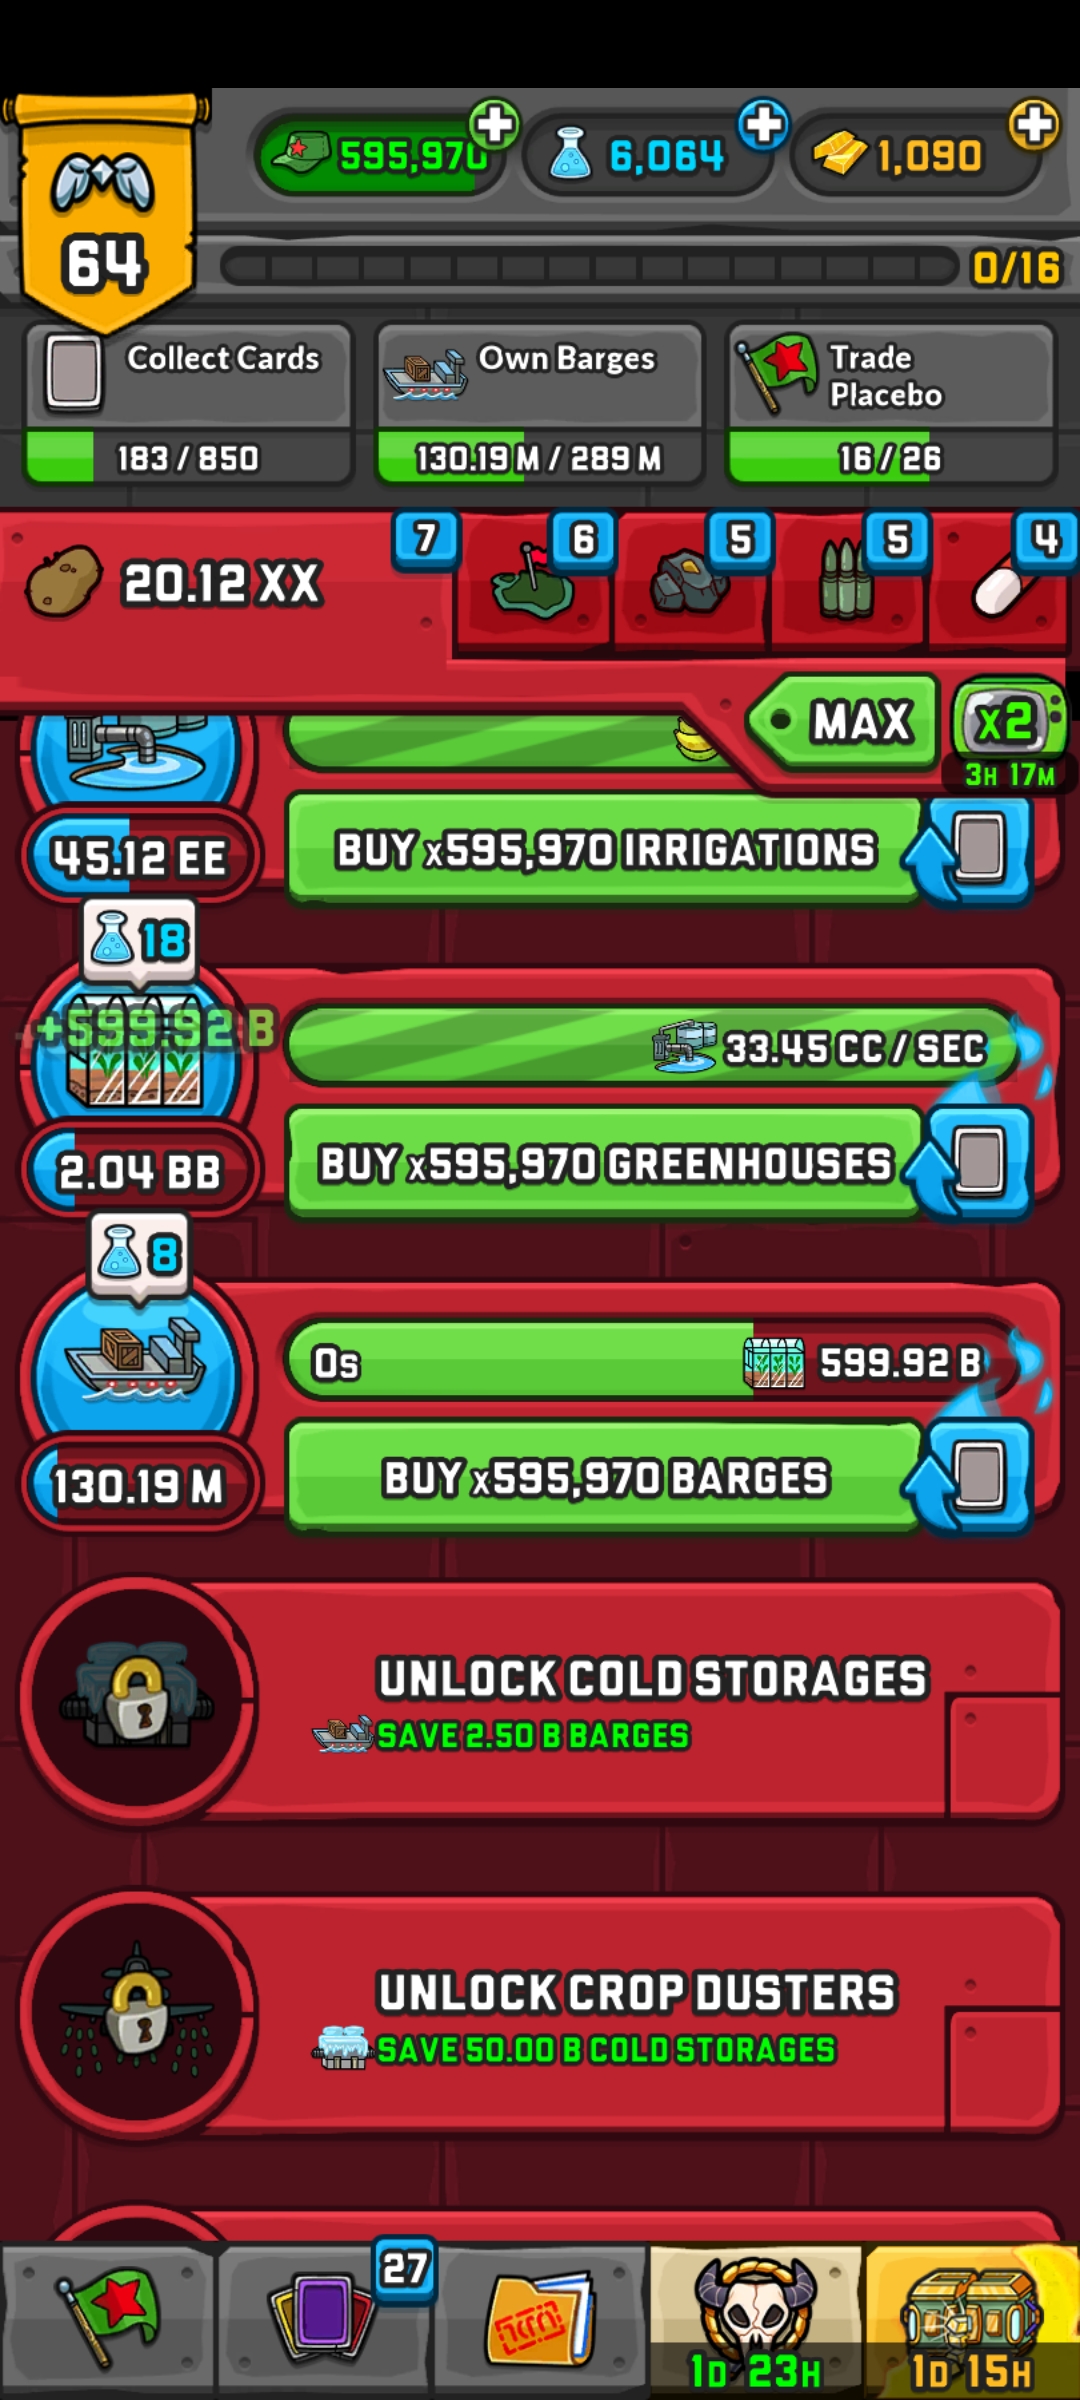 64
595,970
6,064
1,090
0/16
Collect Cards
183 / 850
Own Barges
130.19 M / 289 M
Trade
Placebo
16 / 26
20.12 XX
7
6
5
5
4
MAX
X2
3H 17M
45.12 EE
BUY x595,970 IRRIGATIONS
18
+599.92 B
33.45 CC / SEC
2.04 BB
BUY x595,970 GREENHOUSES
8
0s
599.92 B
130.19 M
BUY x595,970 BARGES
UNLOCK COLD STORAGES
SAVE 2.50 B BARGES
UNLOCK CROP DUSTERS
SAVE 50.00 B COLD STORAGES
27
1D 23H
1D 15H